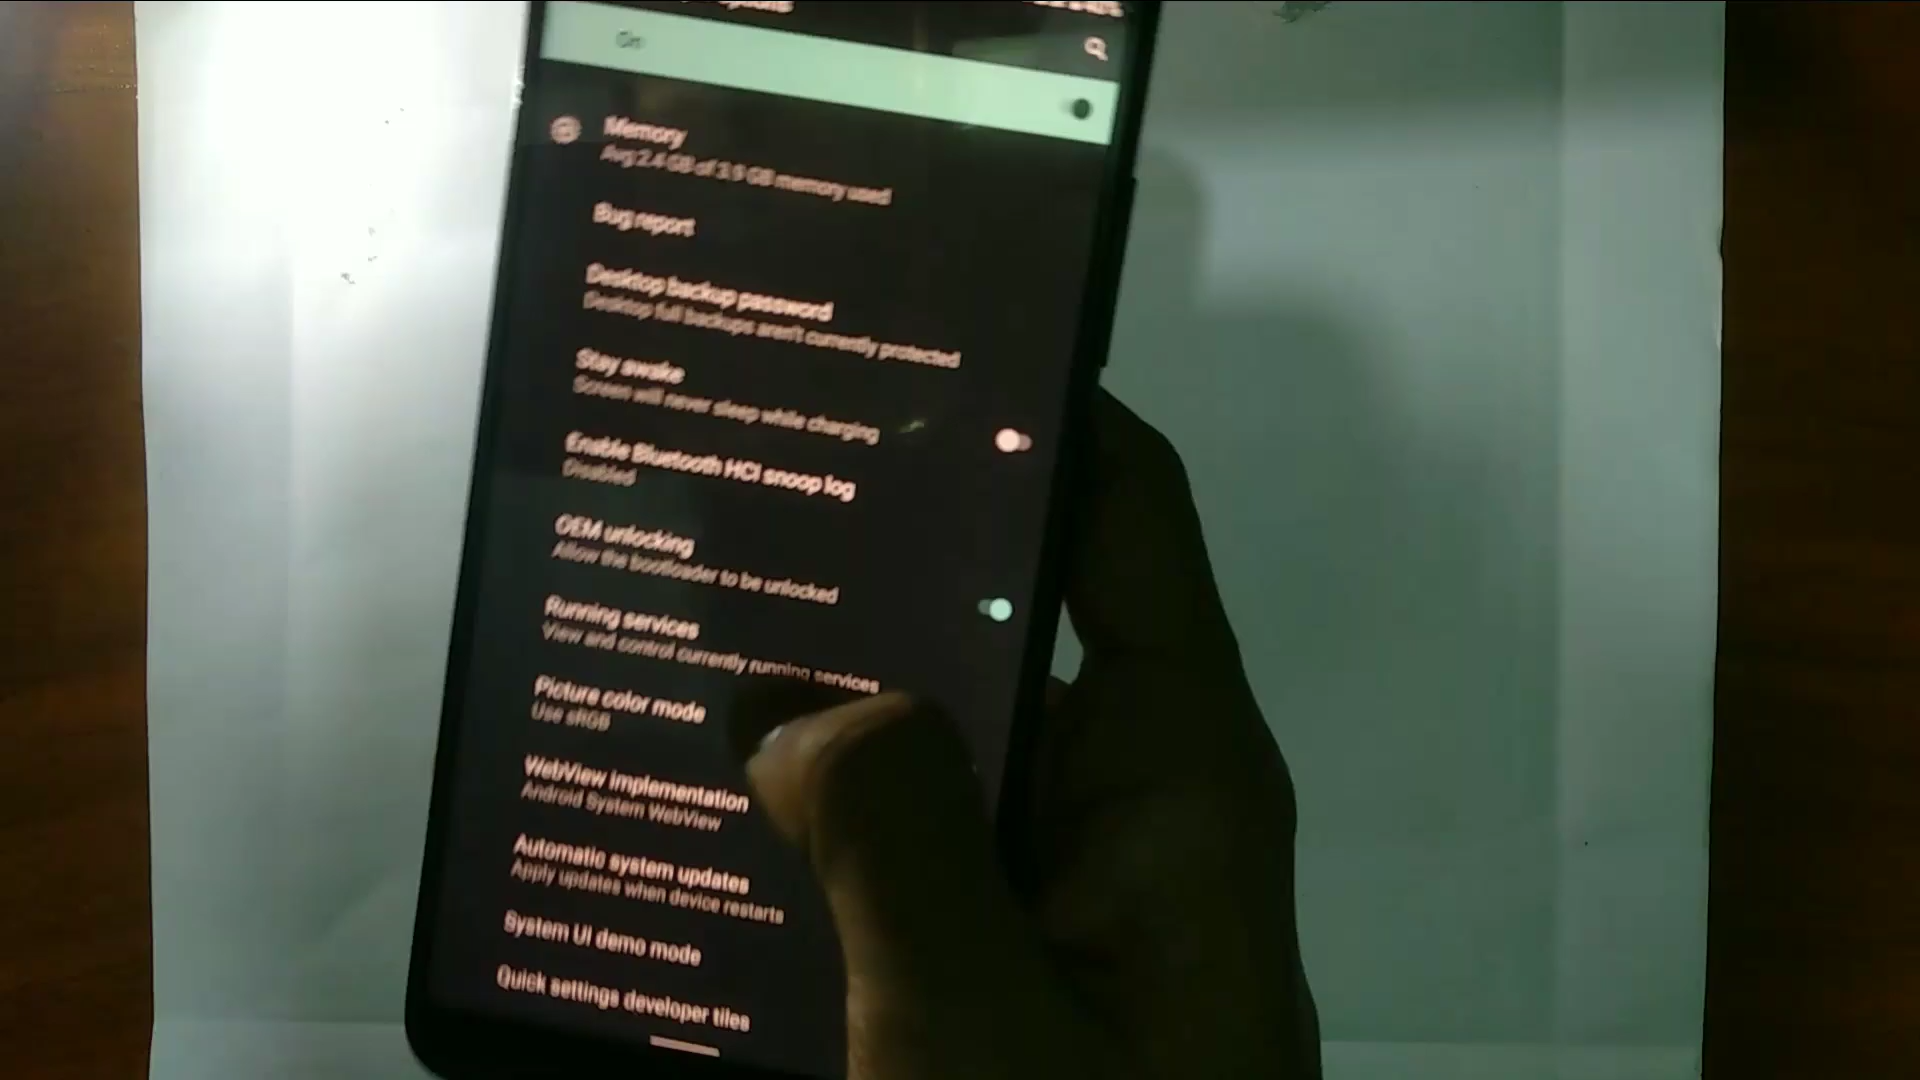 On
Memory
Avg 2.4 GB of 3.9 GB memory used
Bug report
Desktop backup password
Desktop full backups aren't currently protected
Stay awake
Screen will never sleep while charging
Enable Bluetooth HCI snoop log
Disabled
OEM unlocking
Allow the bootloader to be unlocked
Running services
View and control currently running services
Picture color mode
Use sRGB
WebView implementation
Android System WebView
Automatic system updates
Apply updates when device restarts
System UI demo mode
Quick settings developer tiles